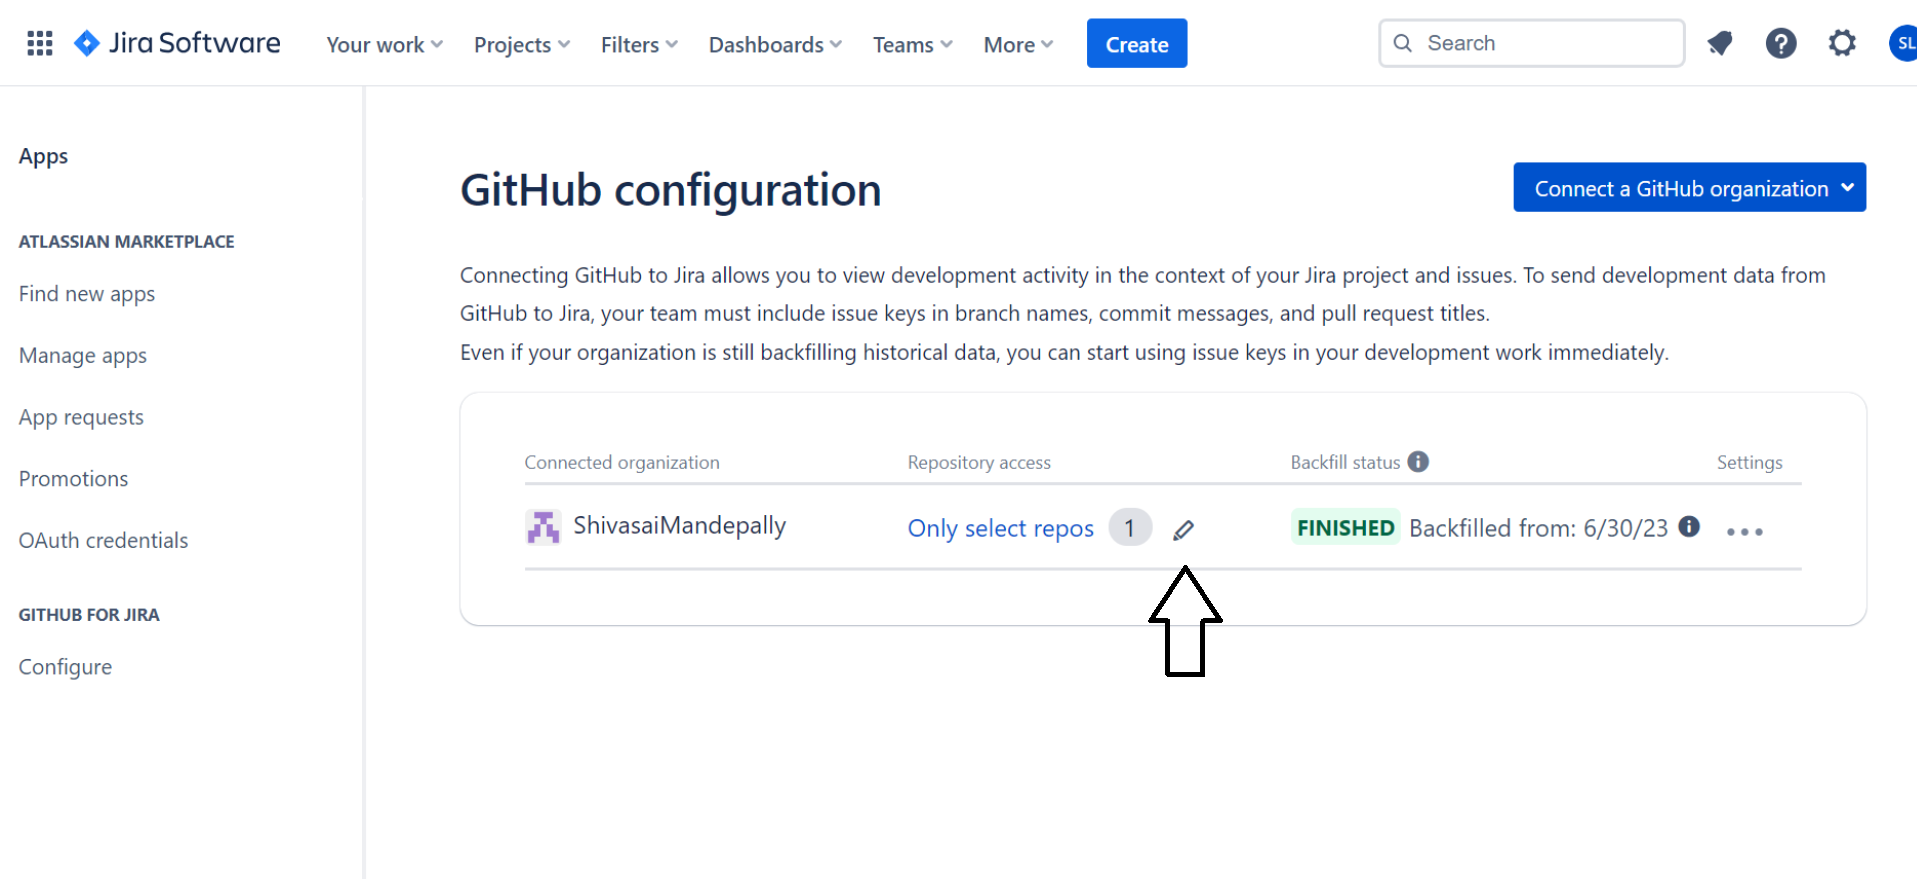 Jira Software
Your work
Projects
Filters
Dashboards
Teams
More
Create
Search
SL
Apps
ATLASSIAN MARKETPLACE
Find new apps
Manage apps
App requests
Promotions
OAuth credentials
GITHUB FOR JIRA
Configure
GitHub configuration
Connect a GitHub organization
Connecting GitHub to Jira allows you to view development activity in the context of your Jira project and issues. To send development data from
GitHub to Jira, your team must include issue keys in branch names, commit messages, and pull request titles.
Even if your organization is still backfilling historical data, you can start using issue keys in your development work immediately.
Connected organization Repository access Backfill status Settings
ShivasaiMandepally Only select repos 1 FINISHED Backfilled from: 6/30/23